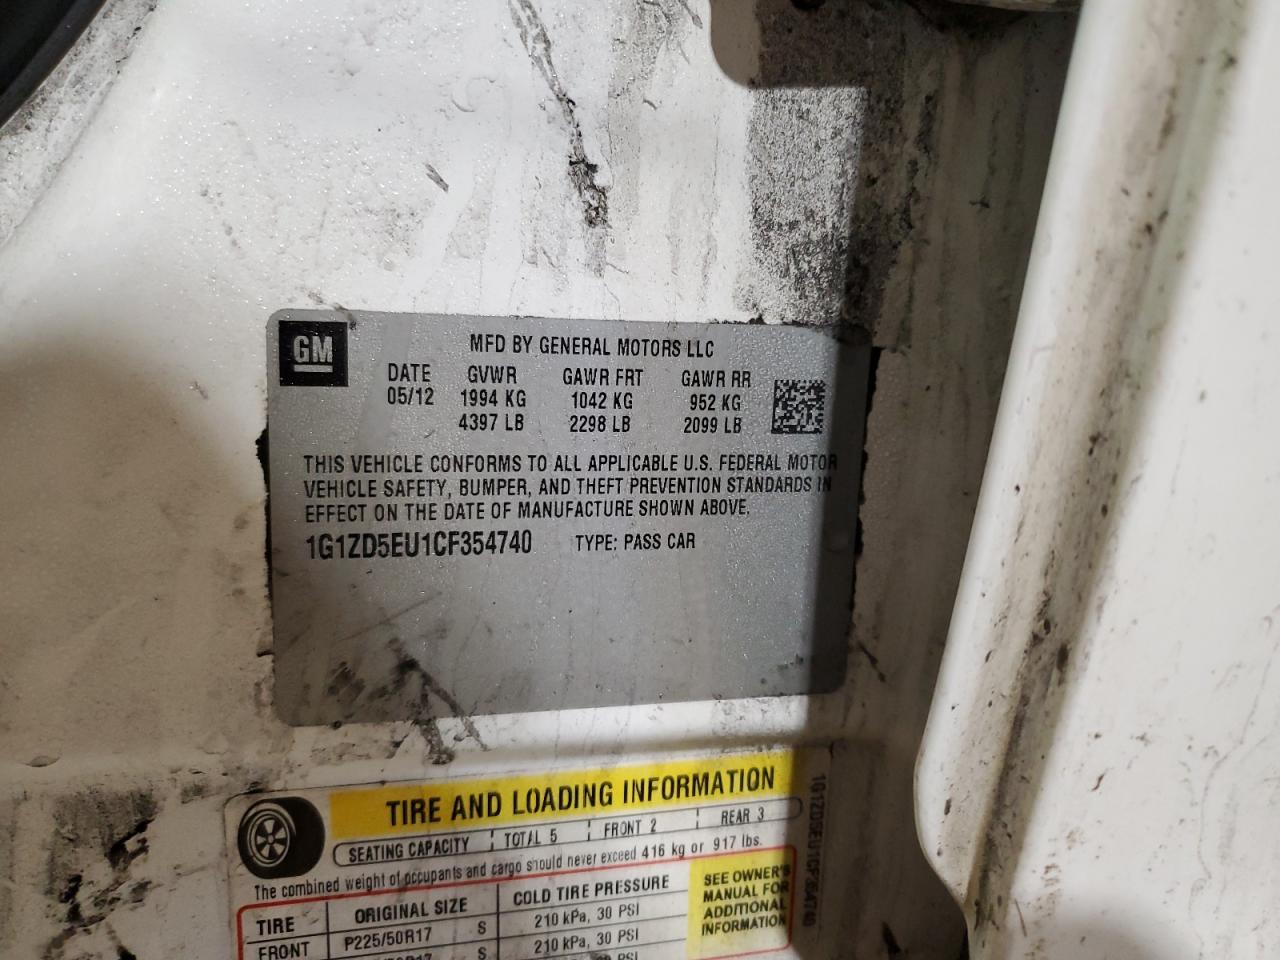 GM
MFD BY GENERAL MOTORS LLC
DATE GVWR GAWR FRT GAWR RR
05/12 1994 KG 1042 KG 952 KG
4397 LB 2298 LB 2099 LB
THIS VEHICLE CONFORMS TO ALL APPLICABLE U.S. FEDERAL MOTOR
VEHICLE SAFETY, BUMPER, AND THEFT PREVENTION STANDARDS IN
EFFECT ON THE DATE OF MANUFACTURE SHOWN ABOVE.
1G1ZD5EU1CF354740 TYPE: PASS CAR
TIRE AND LOADING INFORMATION
SEATING CAPACITY TOTAL 5 FRONT 2 REAR 3
The combined weight of occupants and cargo should never exceed 416 kg or 917 lbs.
TIRE ORIGINAL SIZE COLD TIRE PRESSURE
FRONT P225/50R17 S 210 kPa, 30 PSI
S 210 kPa, 30 PSI
SEE OWNER'S
MANUAL FOR
ADDITIONAL
INFORMATION
1G1ZD5EU1CF354740